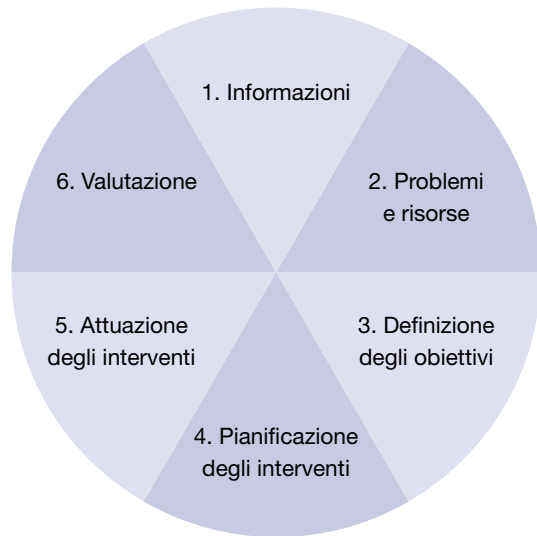 1. Informazioni
2. Problemi
e risorse
3. Definizione
degli obiettivi
4. Pianificazione
degli interventi
5. Attuazione
degli interventi
6. Valutazione